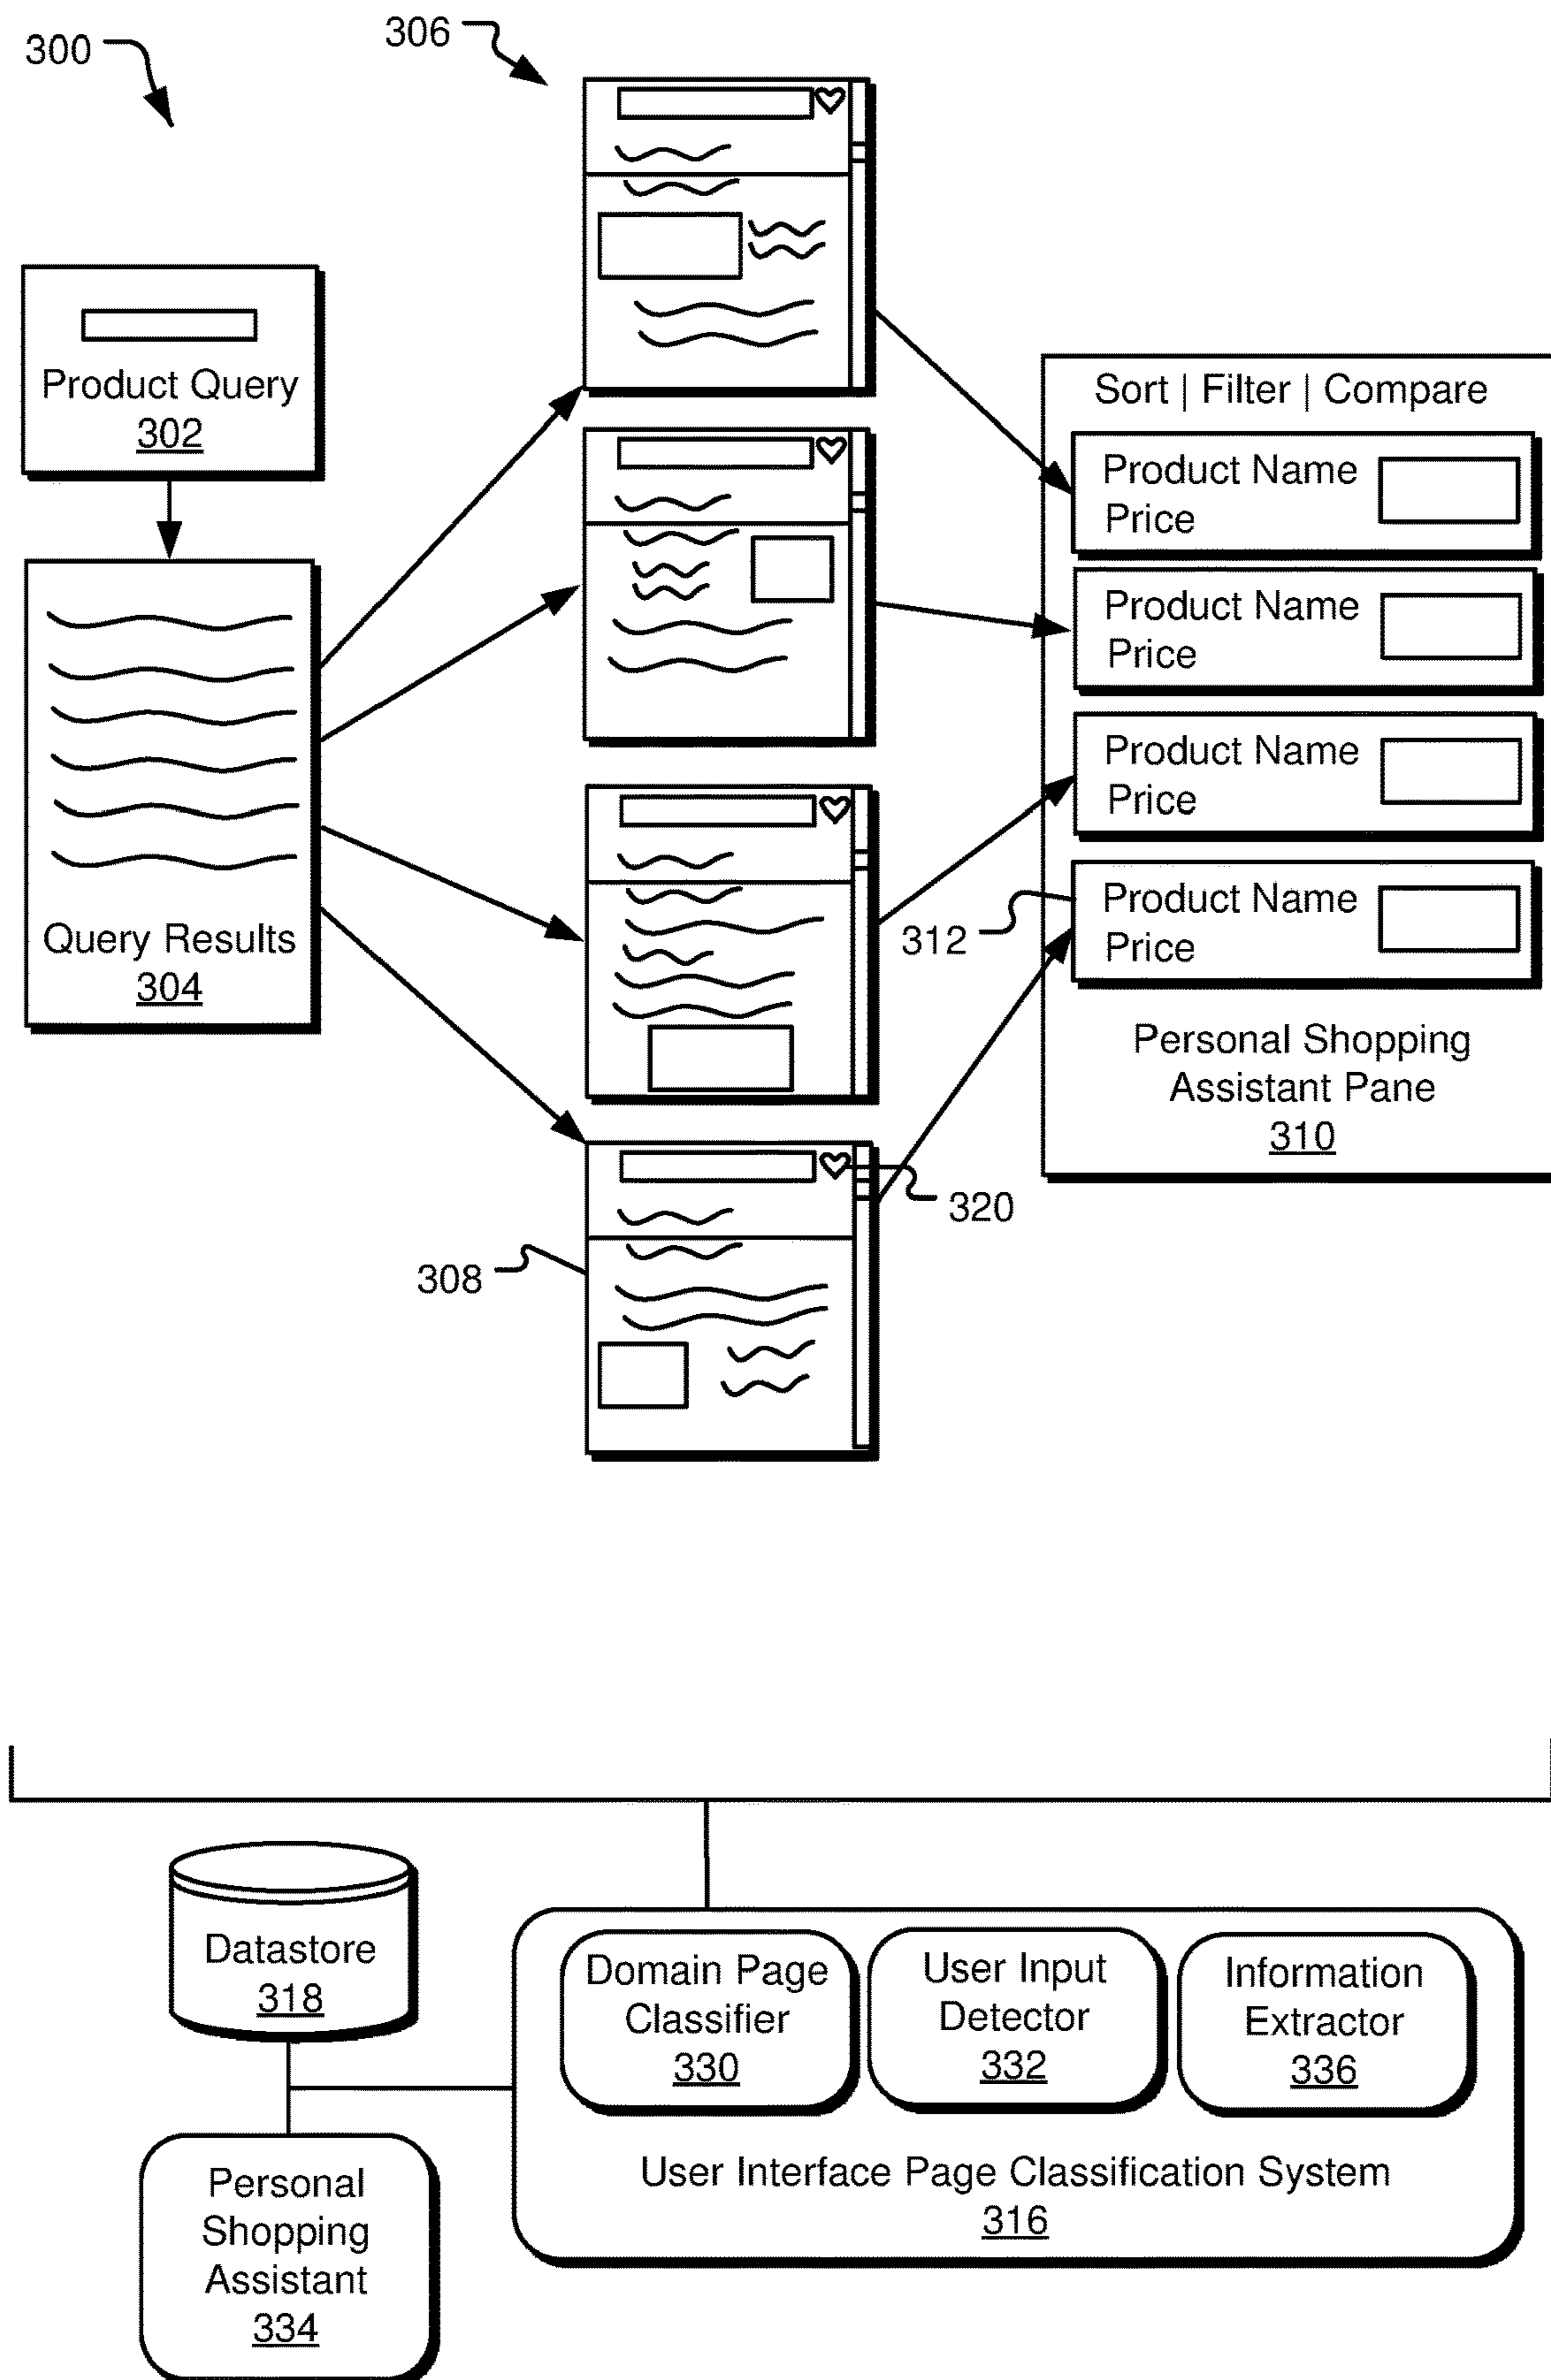 300
306
Product Query
302
Query Results
304
Sort | Filter | Compare
Product Name
Price
Product Name
Price
Product Name
Price
312
Product Name
Price
Personal Shopping
Assistant Pane
310
320
308
Datastore
318
Domain Page
Classifier
330
User Input
Detector
332
Information
Extractor
336
User Interface Page Classification System
316
Personal
Shopping
Assistant
334